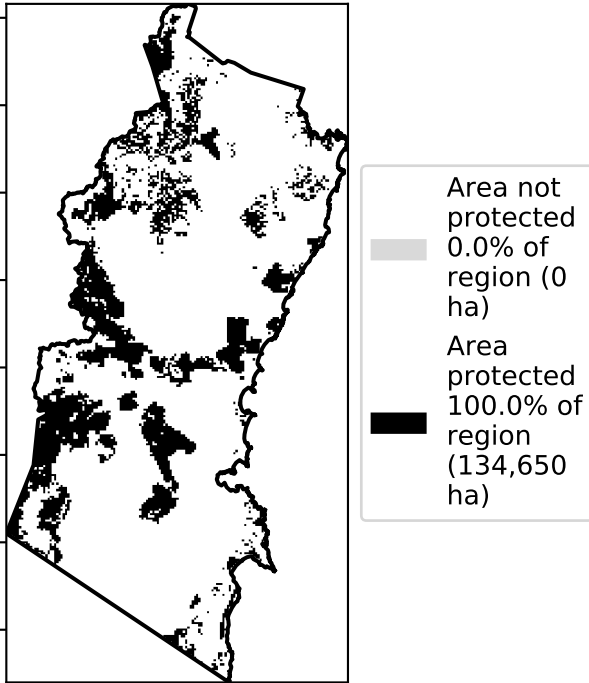 Area not
protected
0.0% of
region (0
ha)
Area
protected
100.0% of
region
(134,650
ha)